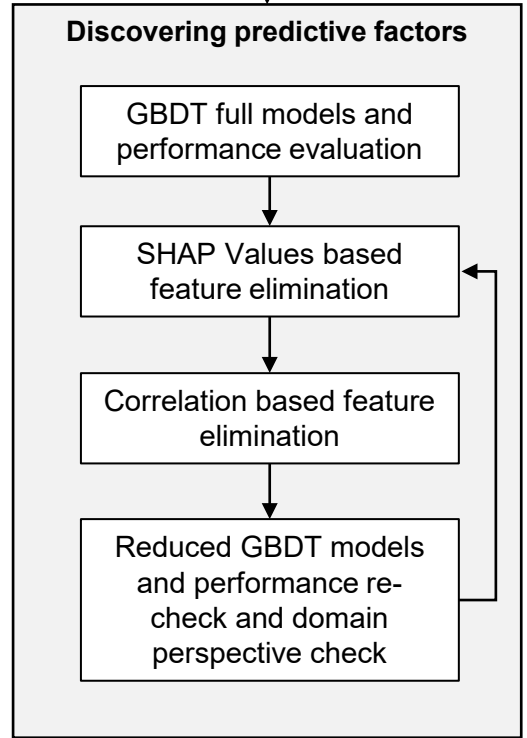 Discovering predictive factors
GBDT full models and
performance evaluation
SHAP Values based
feature elimination
Correlation based feature
elimination
Reduced GBDT models
and performance re-
check and domain
perspective check